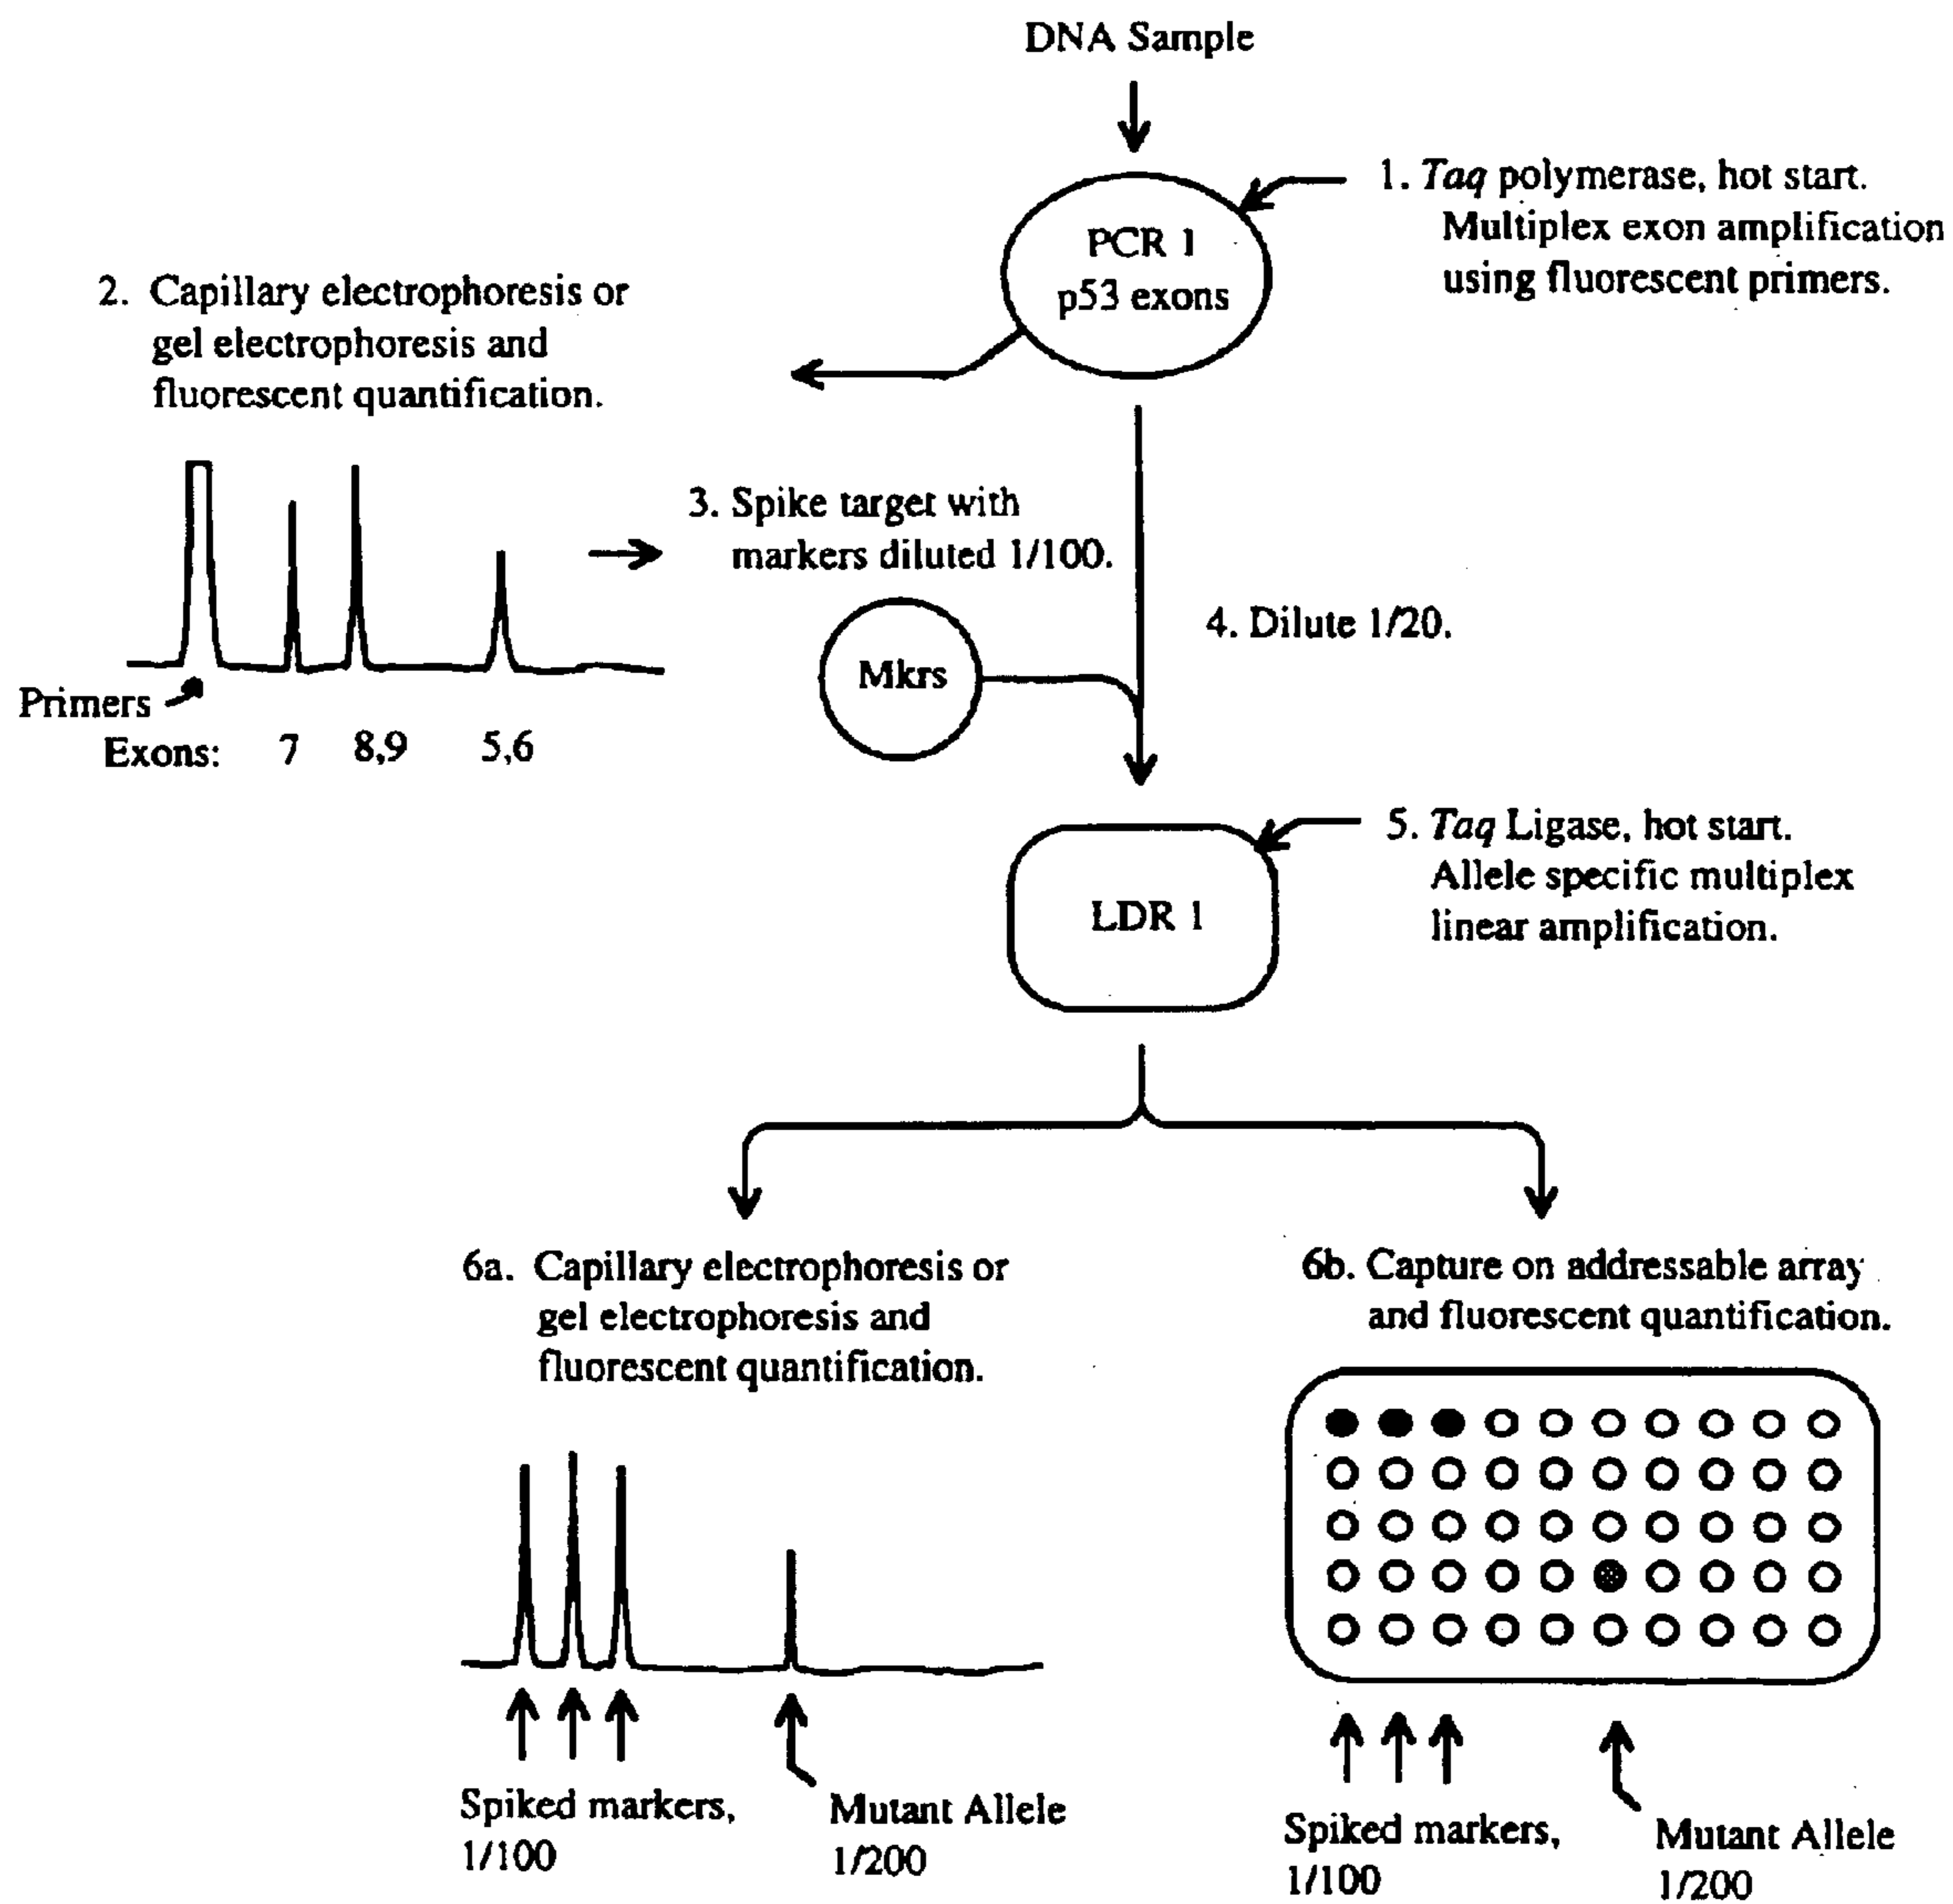 DNA Sample
PCR 1
p53 exons
1. Taq polymerase, hot start.
Multiplex exon amplification
using fluorescent primers.
2. Capillary electrophoresis or
gel electrophoresis and
fluorescent quantification.
Primers
Exons: 7 8,9 5,6
3. Spike target with
markers diluted 1/100.
Mkrs
4. Dilute 1/20.
LDR 1
5. Taq Ligase, hot start.
Allele specific multiplex
linear amplification.
6a. Capillary electrophoresis or
gel electrophoresis and
fluorescent quantification.
Spiked markers,
1/100
Mutant Allele
1/200
6b. Capture on addressable array
and fluorescent quantification.
Spiked markers,
1/100
Mutant Allele
1/200